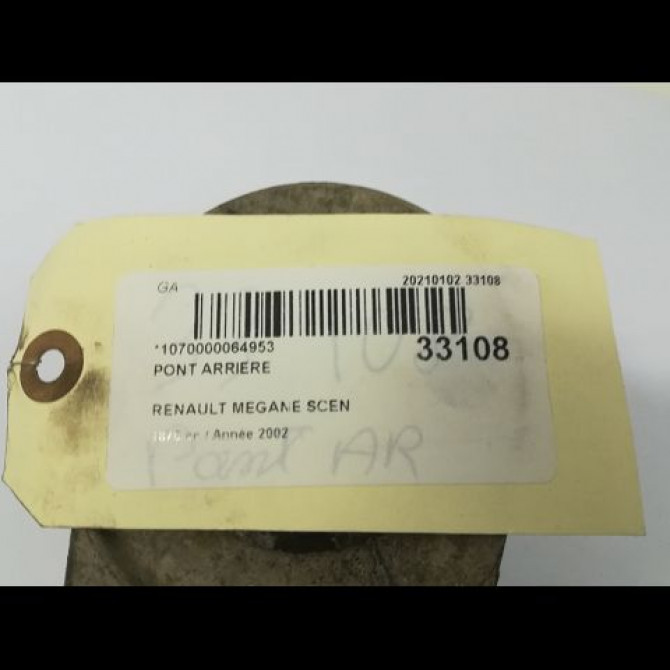 GA 20210102 33108
*1070000064953 33108
PONT ARRIERE
RENAULT MEGANE SCEN
Année 2002
Pont AR